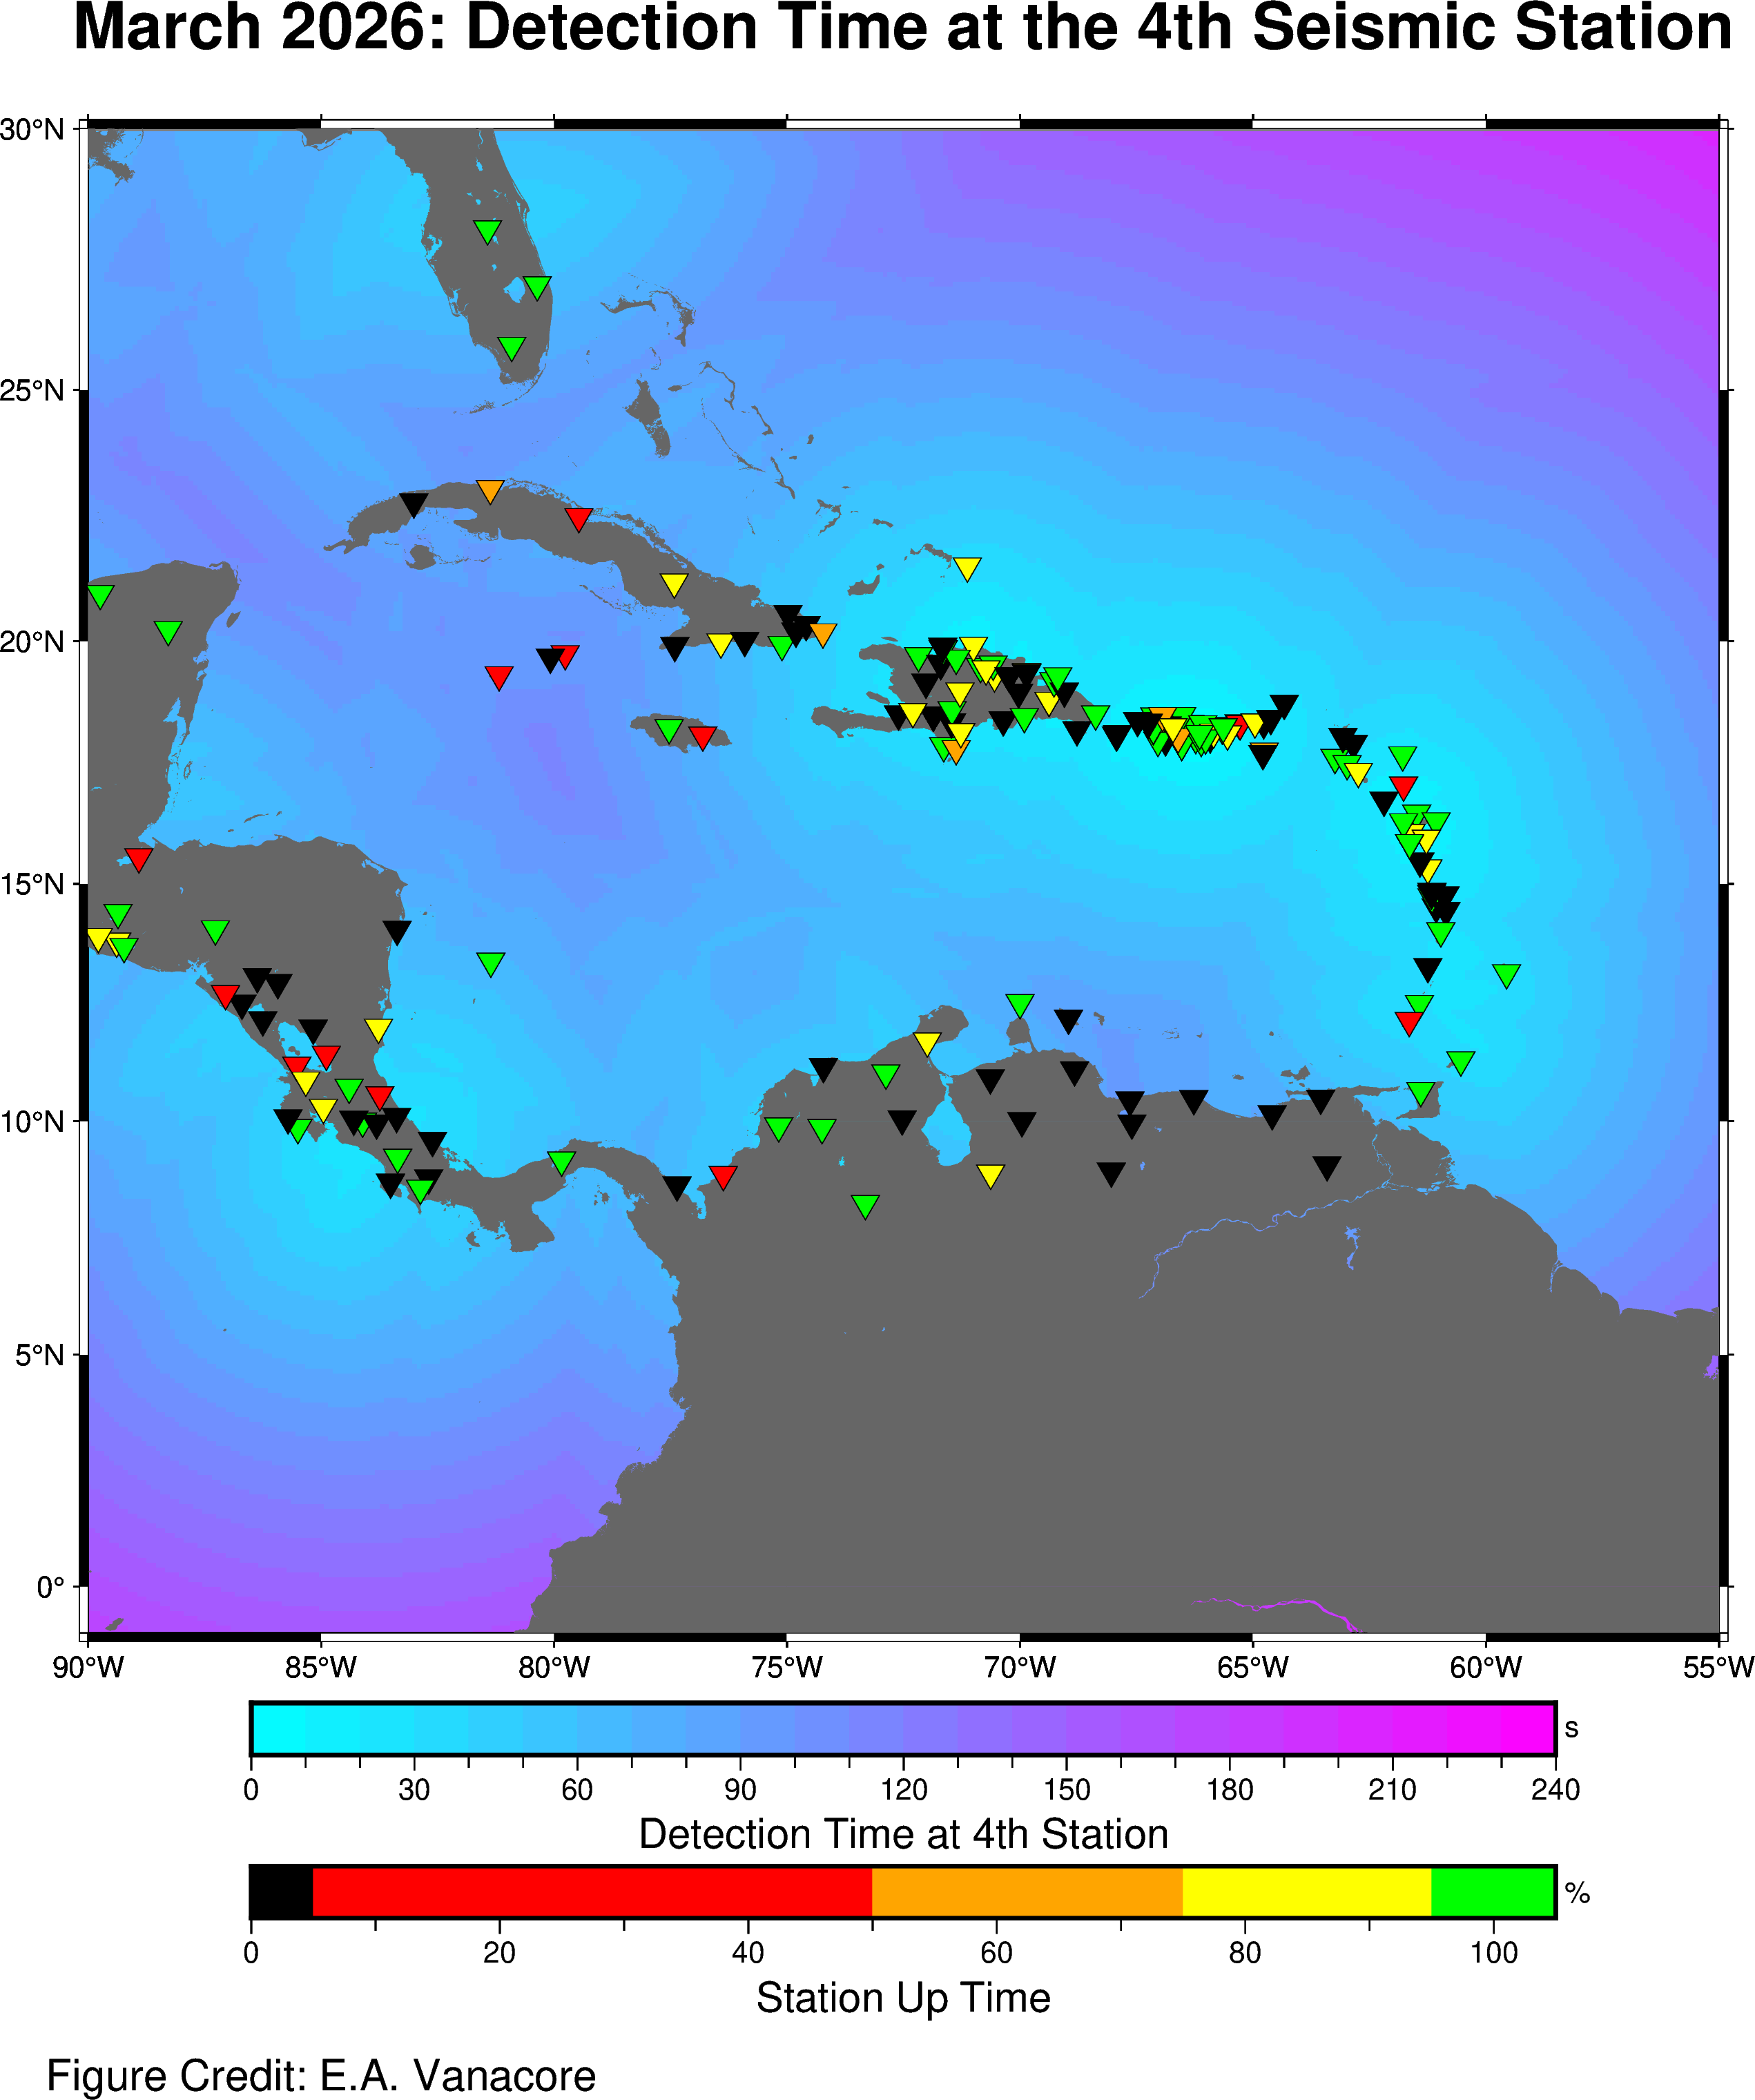 March 2026: Detection Time at the 4th Seismic Station
30°N
25°N
20°N
15°N
10°N
5°N
0°
90°W 85°W 80°W 75°W 70°W 65°W 60°W 55°W
s
0 30 60 90 120 150 180 210 240
Detection Time at 4th Station
%
0 20 40 60 80 100
Station Up Time
Figure Credit: E.A. Vanacore